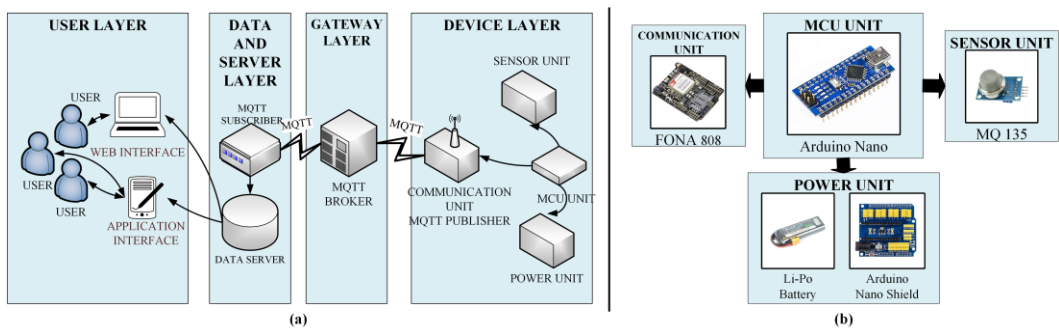 USER LAYER
USER
USER
USER
WEB INTERFACE
APPLICATION
INTERFACE
DATA
AND
SERVER
LAYER
MQTT
SUBSCRIBER
DATA SERVER
MQTT
GATEWAY
LAYER
MQTT
BROKER
MQTT
DEVICE LAYER
SENSOR UNIT
COMMUNICATION
UNIT
MQTT PUBLISHER
MCU UNIT
POWER UNIT
(a)
COMMUNICATION
UNIT
FONA 808
MCU UNIT
Arduino Nano
SENSOR UNIT
MQ 135
POWER UNIT
Li-Po
Battery
Arduino
Nano Shield
(b)